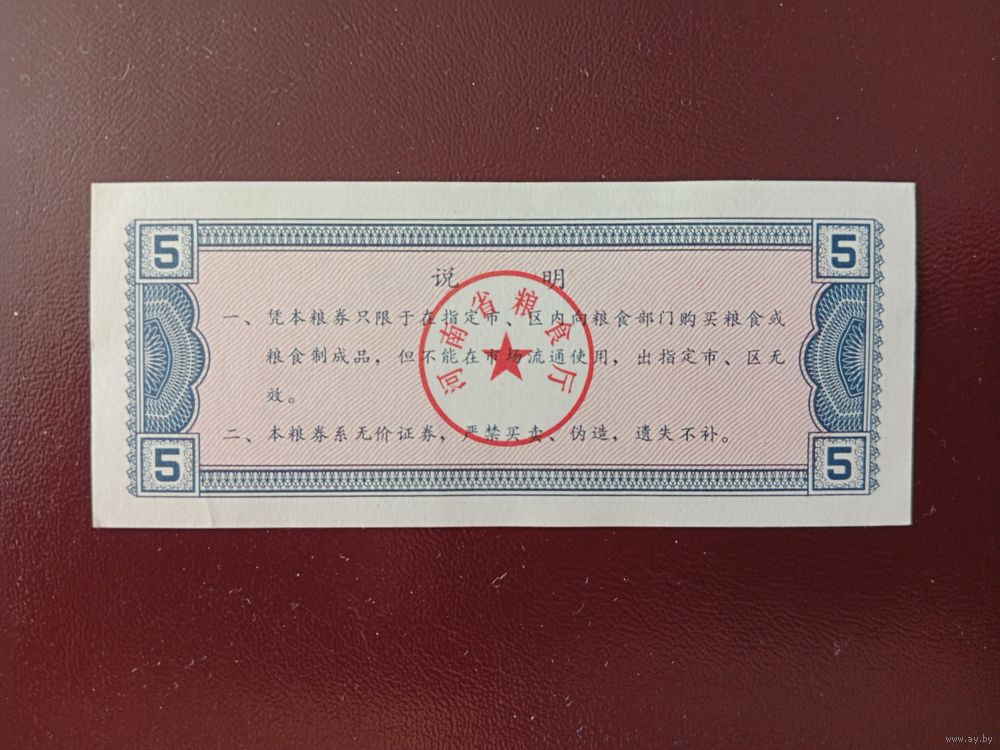 5 5
说 明
河南省粮食厅
一、凭本粮券只限于在指定市、区内向粮食部门购买粮食或
粮食制成品，但不能在市场流通使用，出指定市、区无
效。
二、本粮券系无价证券，严禁买卖、伪造，遗失不补。
5 5
www.ay.by